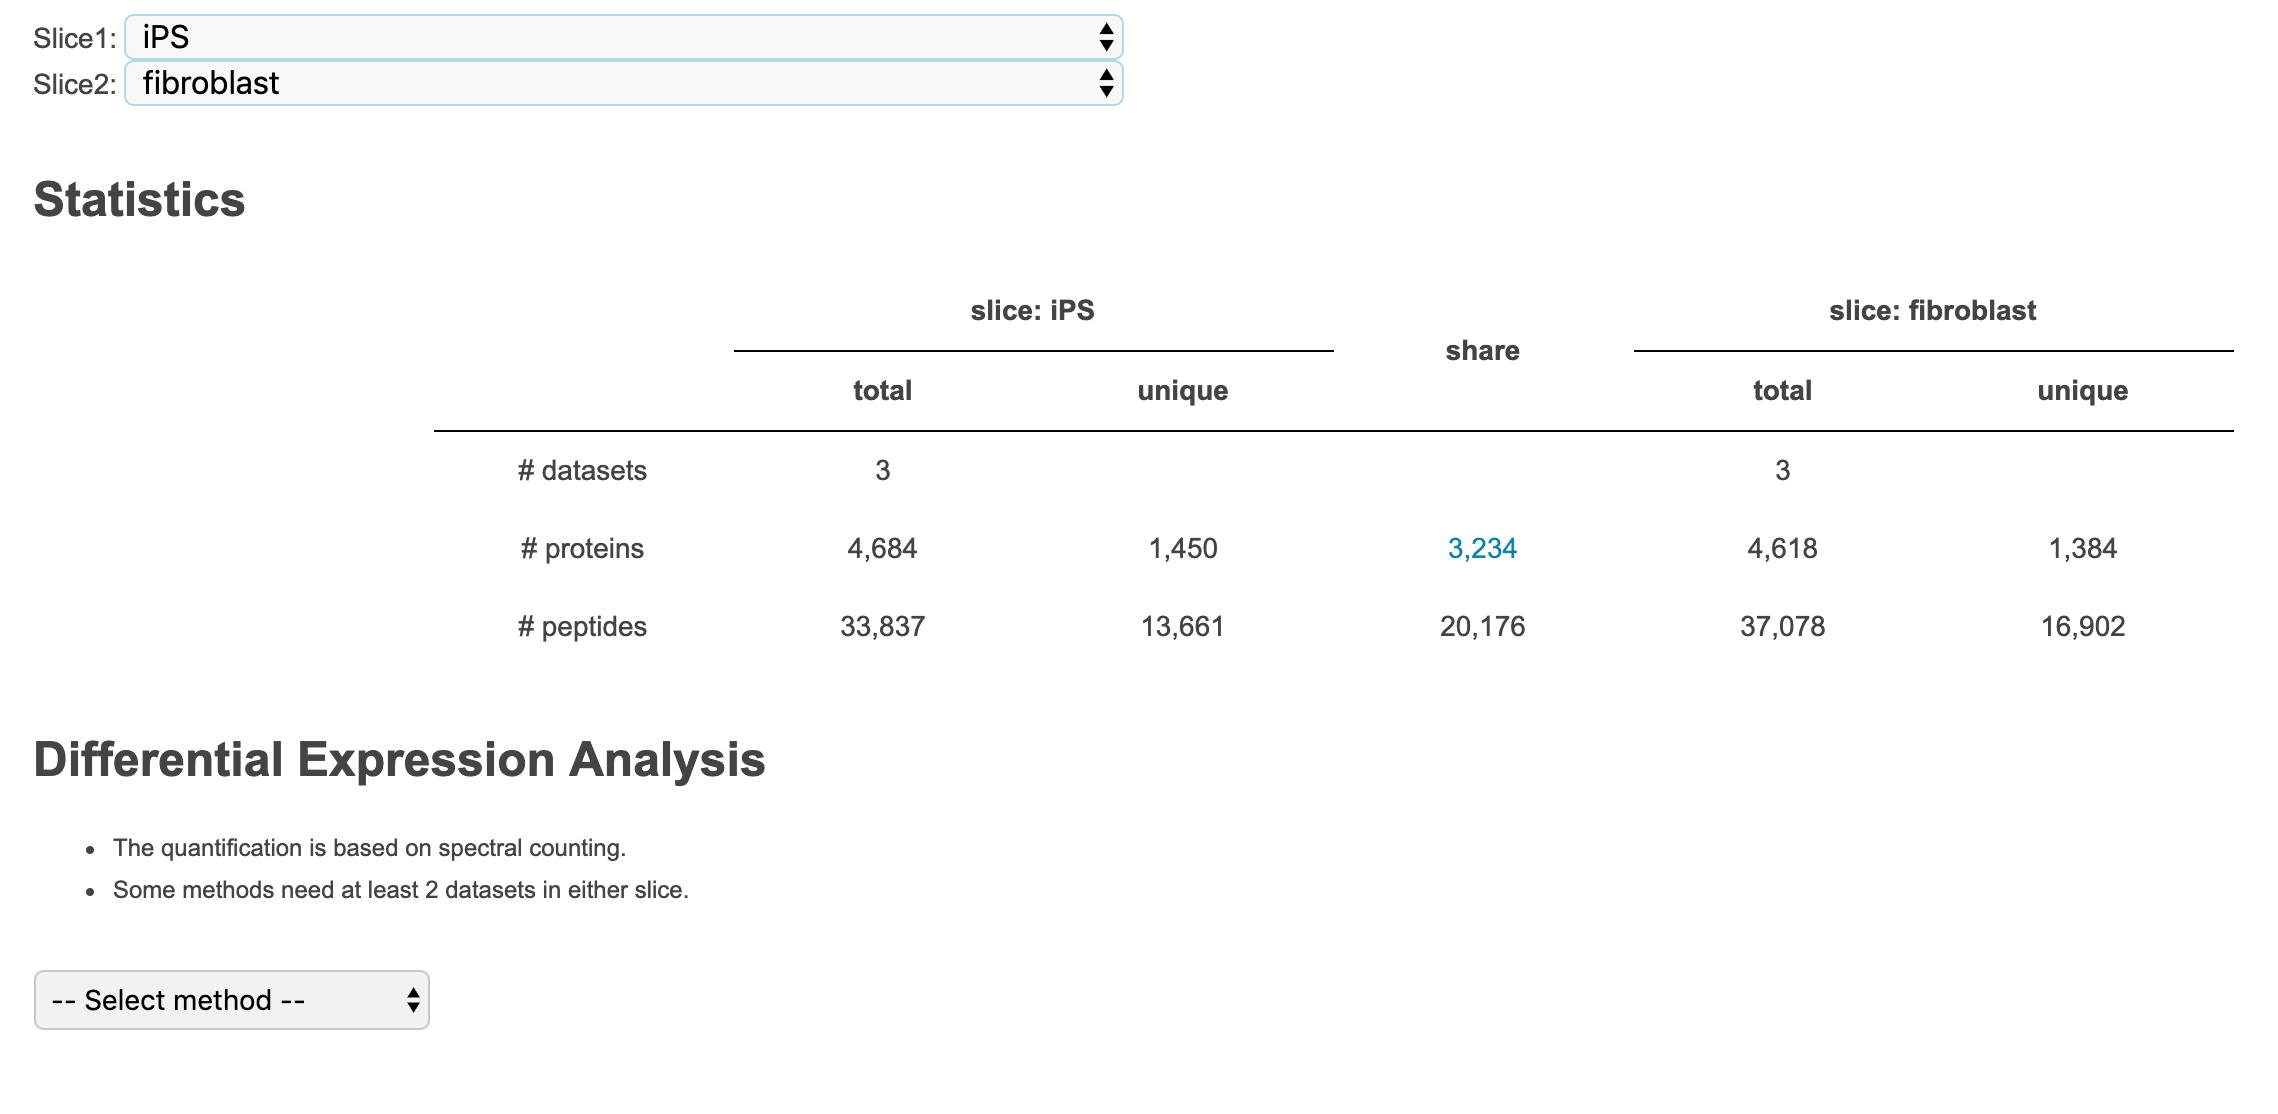 Slice1: iPS
Slice2: fibroblast
Statistics
slice: iPS share slice: fibroblast
total unique total unique
# datasets 3 3
# proteins 4,684 1,450 3,234 4,618 1,384
# peptides 33,837 13,661 20,176 37,078 16,902
Differential Expression Analysis
• The quantification is based on spectral counting.
• Some methods need at least 2 datasets in either slice.
-- Select method --